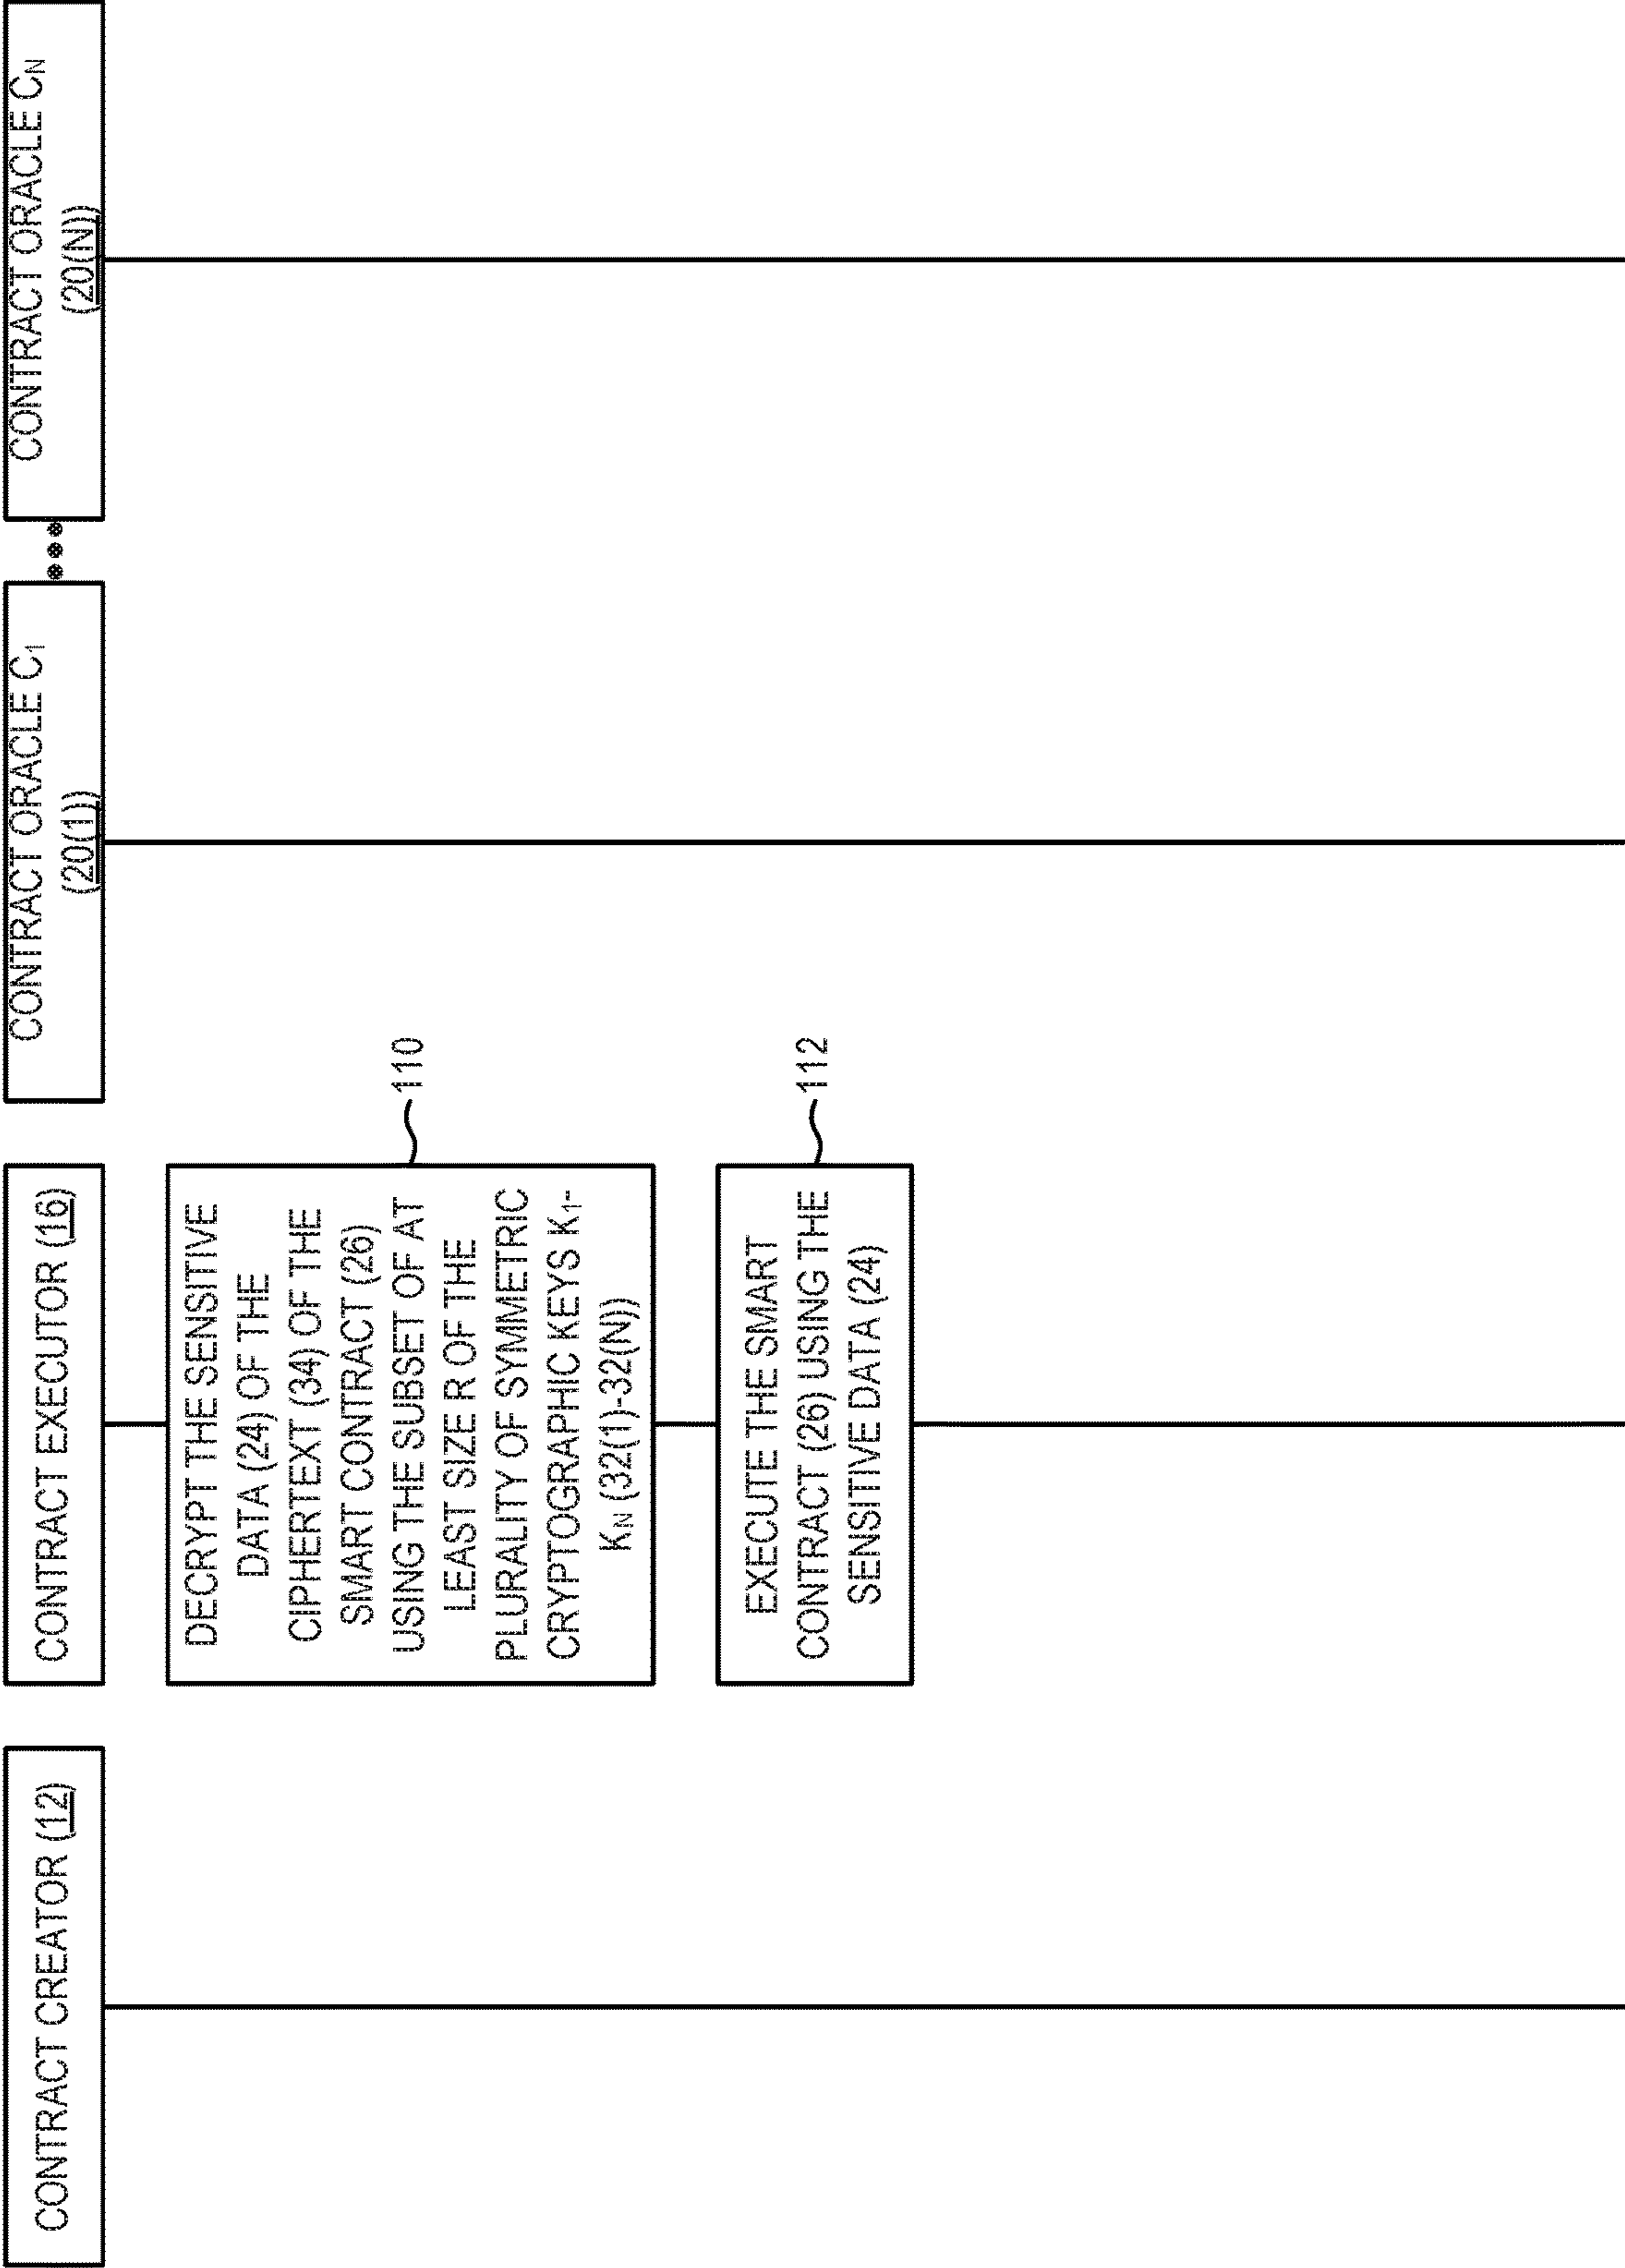 CONTRACT CREATOR (12)
CONTRACT EXECUTOR (16)
CONTRACT ORACLE C₁
(20(1))
CONTRACT ORACLE Cₙ
(20(N))
DECRYPT THE SENSITIVE
DATA (24) OF THE
CIPHERTEXT (34) OF THE
SMART CONTRACT (26)
USING THE SUBSET OF AT
LEAST SIZE R OF THE
PLURALITY OF SYMMETRIC
CRYPTOGRAPHIC KEYS K₁-
Kₙ (32(1)-32(N))
110
EXECUTE THE SMART
CONTRACT (26) USING THE
SENSITIVE DATA (24)
112